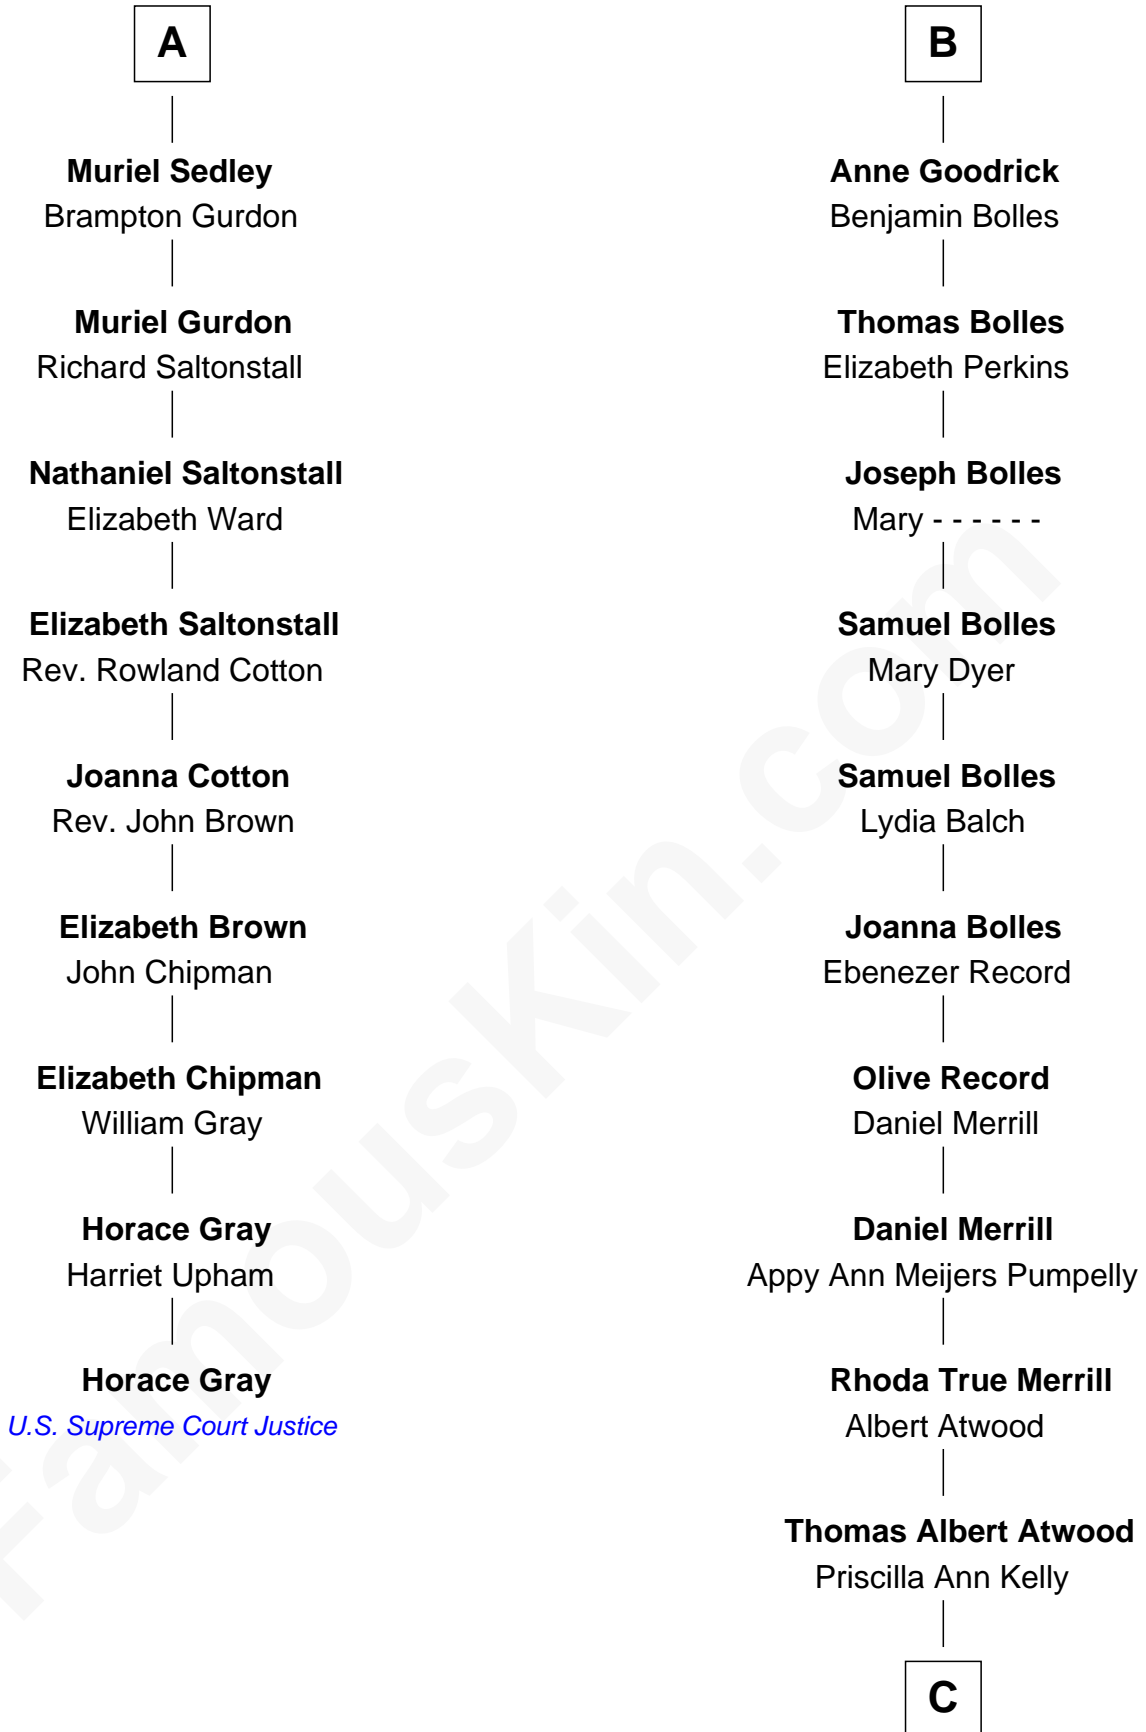 A
Muriel Sedley
Brampton Gurdon
Muriel Gurdon
Richard Saltonstall
Nathaniel Saltonstall
Elizabeth Ward
Elizabeth Saltonstall
Rev. Rowland Cotton
Joanna Cotton
Rev. John Brown
Elizabeth Brown
John Chipman
Elizabeth Chipman
William Gray
Horace Gray
Harriet Upham
Horace Gray
U.S. Supreme Court Justice
B
Anne Goodrick
Benjamin Bolles
Thomas Bolles
Elizabeth Perkins
Joseph Bolles
Mary - - - - - -
Samuel Bolles
Mary Dyer
Samuel Bolles
Lydia Balch
Joanna Bolles
Ebenezer Record
Olive Record
Daniel Merrill
Daniel Merrill
Appy Ann Meijers Pumpelly
Rhoda True Merrill
Albert Atwood
Thomas Albert Atwood
Priscilla Ann Kelly
C
FamousKin.com